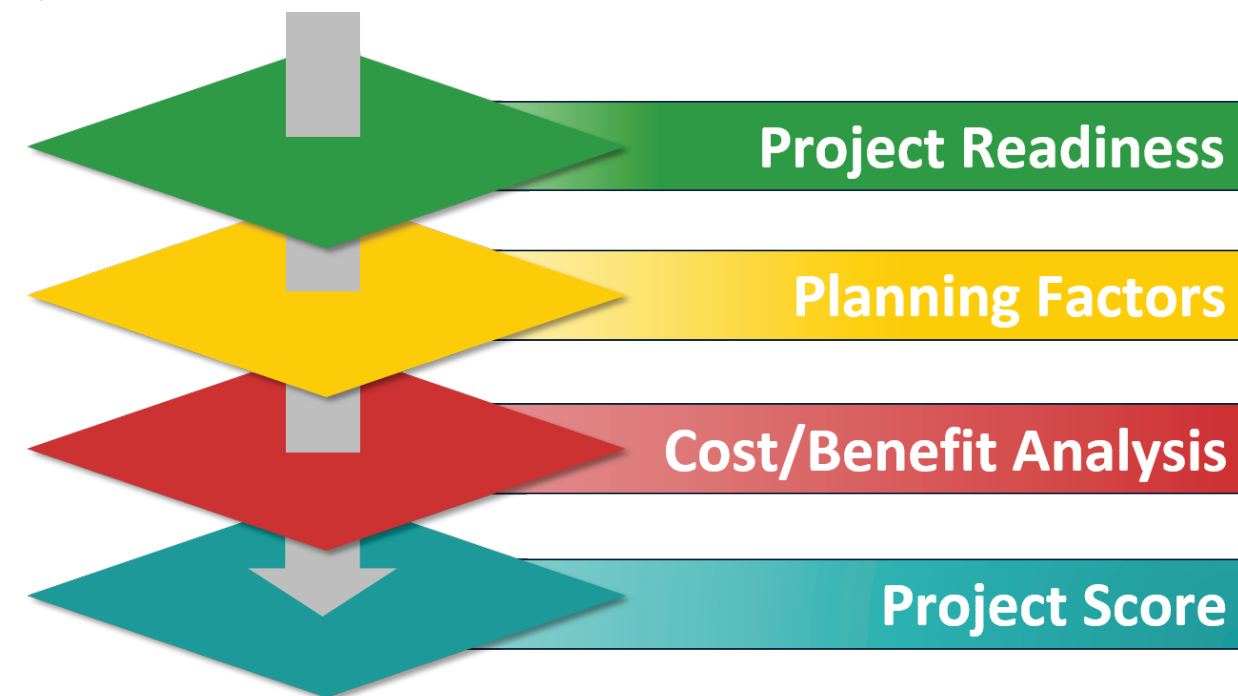 Project Readiness
Planning Factors
Cost/Benefit Analysis
Project Score